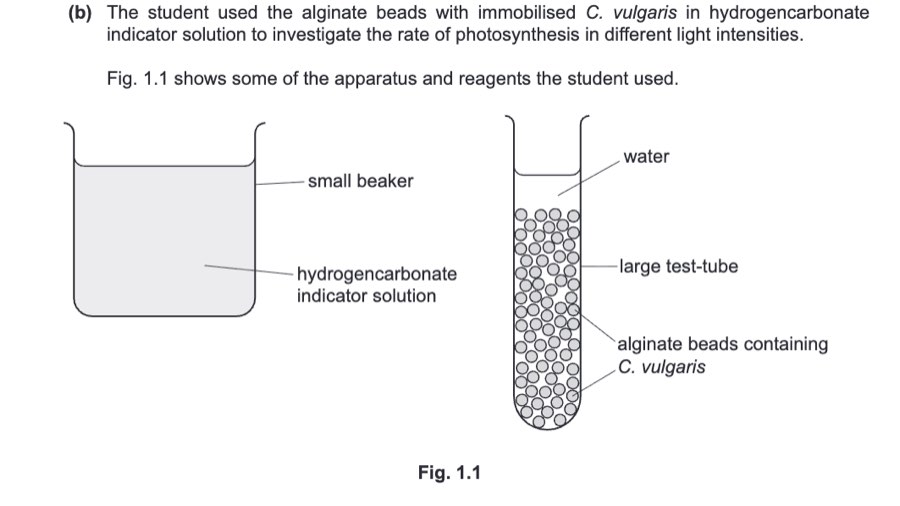 (b) The student used the alginate beads with immobilised C. vulgaris in hydrogencarbonate
indicator solution to investigate the rate of photosynthesis in different light intensities.
Fig. 1.1 shows some of the apparatus and reagents the student used.
water
small beaker
large test-tube
hydrogencarbonate
indicator solution
alginate beads containing
C. vulgaris
Fig. 1.1